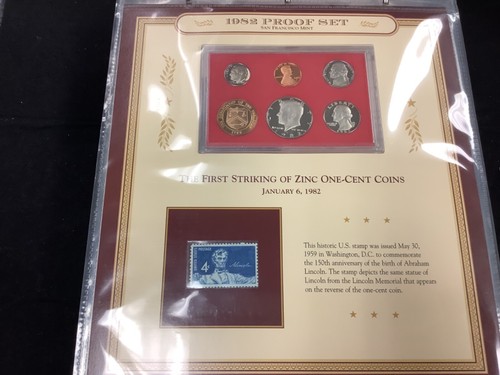 1982 PROOF SET
SAN FRANCISCO MINT
THE FIRST STRIKING OF ZINC ONE-CENT COINS
JANUARY 6, 1982
This historic U.S. stamp was issued May 30,
1959 in Washington, D.C. to commemorate
the 150th anniversary of the birth of Abraham
Lincoln. The stamp depicts the same statues of
Lincoln from the Lincoln Memorial that appears
on the reverse of the one-cent coin.
4¢
LIBERTY